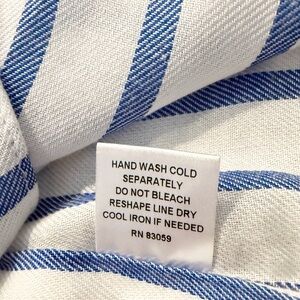 HAND WASH COLD
SEPARATELY
DO NOT BLEACH
RESHAPE LINE DRY
COOL IRON IF NEEDED
RN 83059